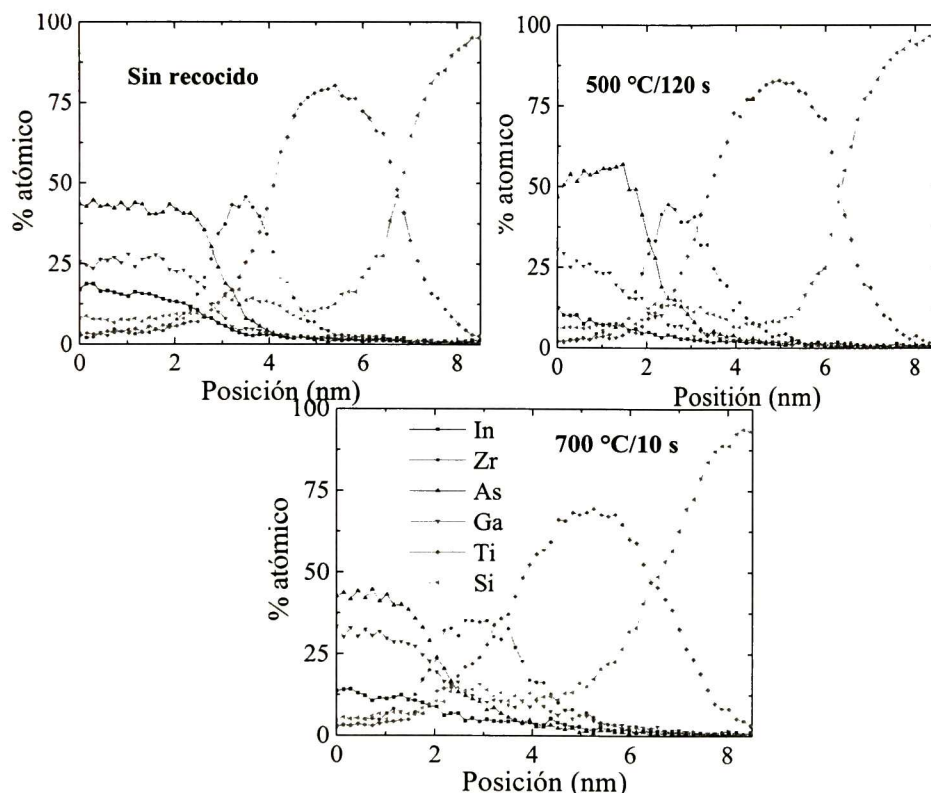 Sin recocido
% atómico
100
75
50
25
0
0 2 4 6 8
Posición (nm)
500 °C/120 s
% atomico
100
75
50
25
0
0 2 4 6 8
Positión (nm)
700 °C/10 s
In
Zr
As
Ga
Ti
Si
% atómico
100
75
50
25
0
0 2 4 6 8
Posición (nm)